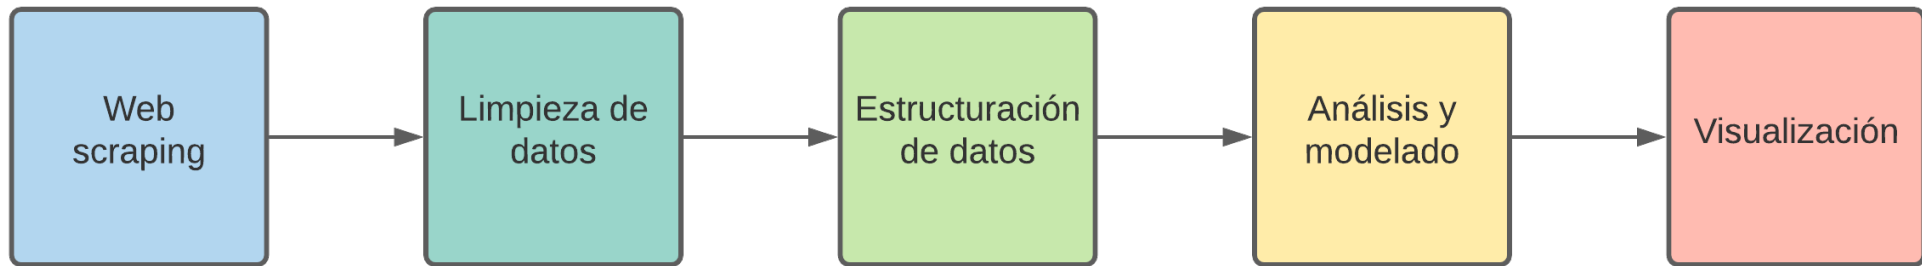 Web
scraping
Limpieza de
datos
Estructuración
de datos
Análisis y
modelado
Visualización